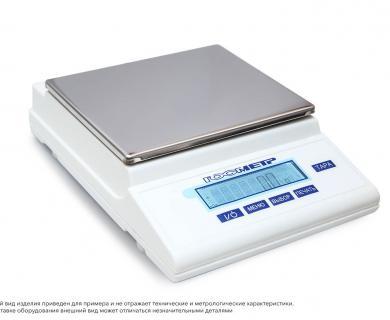 ГОСМЕТР
ТАРА
I/Ó МЕНЮ ВЫБОР ПЕЧАТЬ
й вид изделия приведен для примера и не отражает технические и метрологические характеристики.
тавке оборудования внешний вид может отличаться незначительными деталями